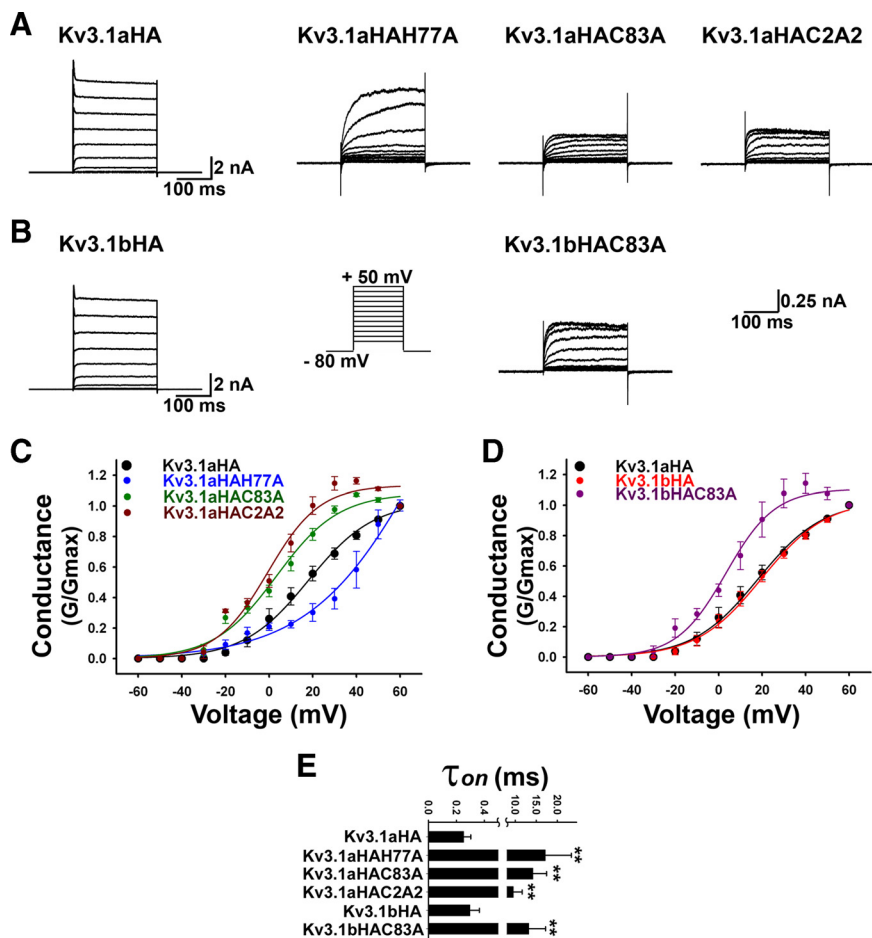 A
Kv3.1aHA
Kv3.1aHAH77A
Kv3.1aHAC83A
Kv3.1aHAC2A2
2 nA
100 ms
B
Kv3.1bHA
+ 50 mV
- 80 mV
Kv3.1bHAC83A
0.25 nA
100 ms
2 nA
100 ms
C
Kv3.1aHA
Kv3.1aHAH77A
Kv3.1aHAC83A
Kv3.1aHAC2A2
Conductance
(G/Gmax)
1.2
1.0
0.8
0.6
0.4
0.2
0.0
-60 -40 -20 0 20 40 60
Voltage (mV)
D
Kv3.1aHA
Kv3.1bHA
Kv3.1bHAC83A
Conductance
(G/Gmax)
1.2
1.0
0.8
0.6
0.4
0.2
0.0
-60 -40 -20 0 20 40 60
Voltage (mV)
E
τon (ms)
0.0 0.2 0.4 10.0 15.0 20.0
Kv3.1aHA
Kv3.1aHAH77A **
Kv3.1aHAC83A **
Kv3.1aHAC2A2 **
Kv3.1bHA
Kv3.1bHAC83A **